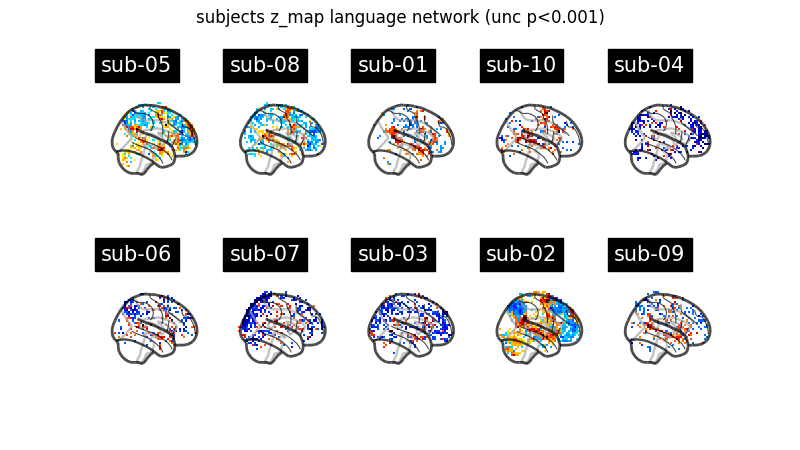 subjects z_map language network (unc p<0.001)
sub-05
sub-08
sub-01
sub-10
sub-04
sub-06
sub-07
sub-03
sub-02
sub-09